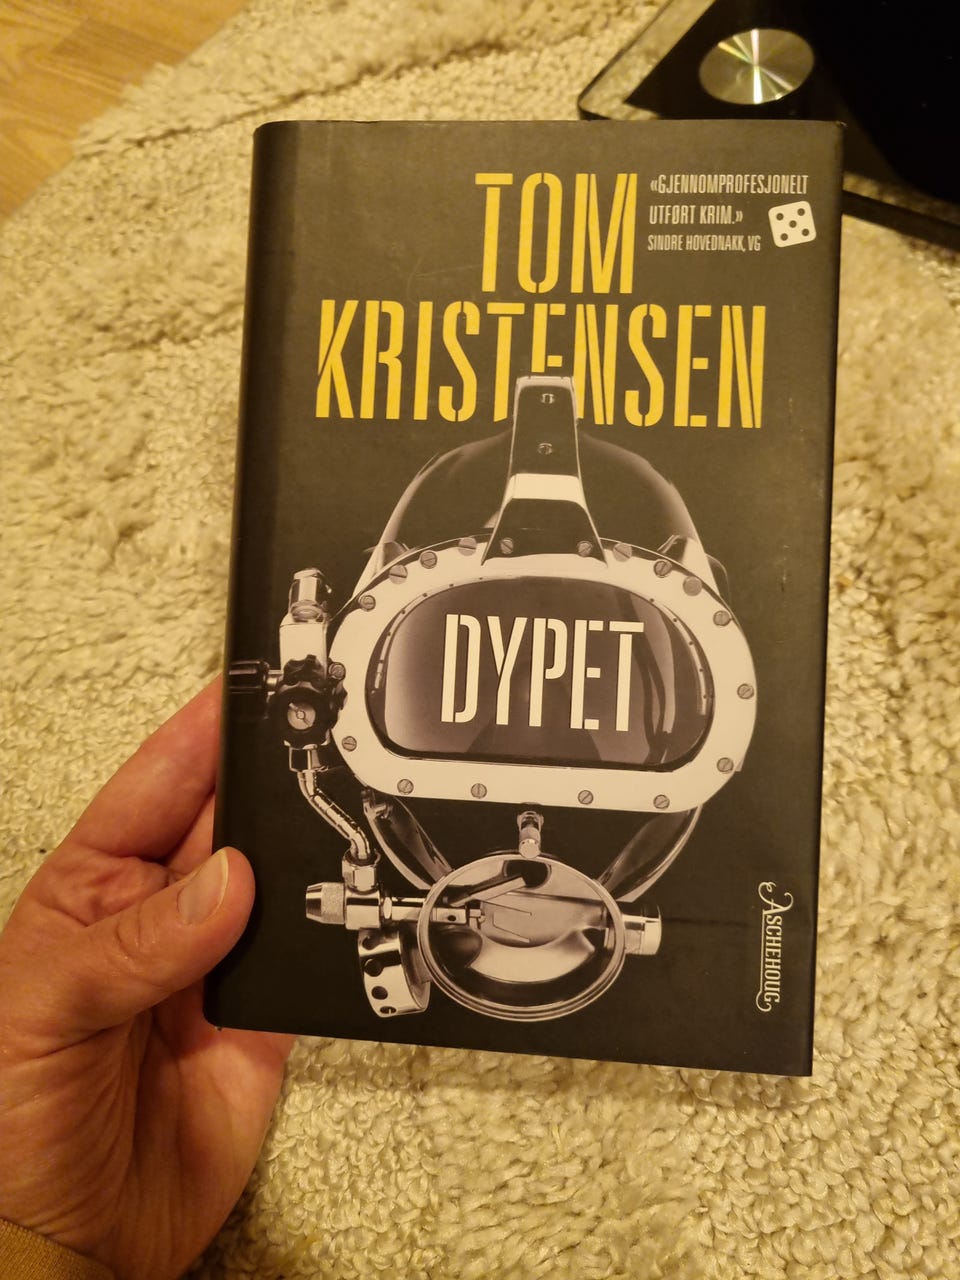 TOM
KRISTENSEN
«GJENNOMPROFESJONELT
UTFØRT KRIM.»
SINDRE HOVDENAKK, VG
DYPET
ASCHEHOUG